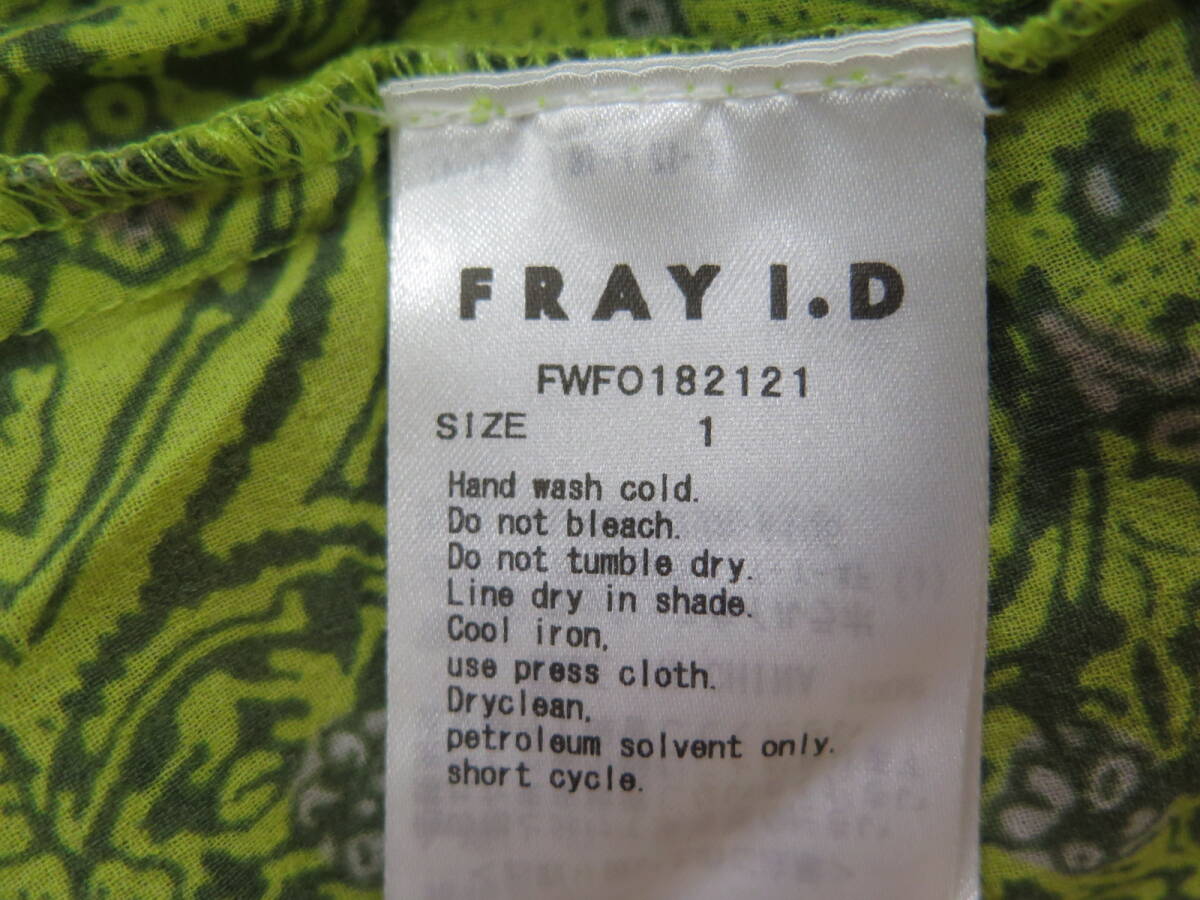 FRAY I.D
FWFO182121
SIZE 1
Hand wash cold.
Do not bleach.
Do not tumble dry.
Line dry in shade.
Cool iron,
use press cloth.
Dryclean,
petroleum solvent only.
short cycle.